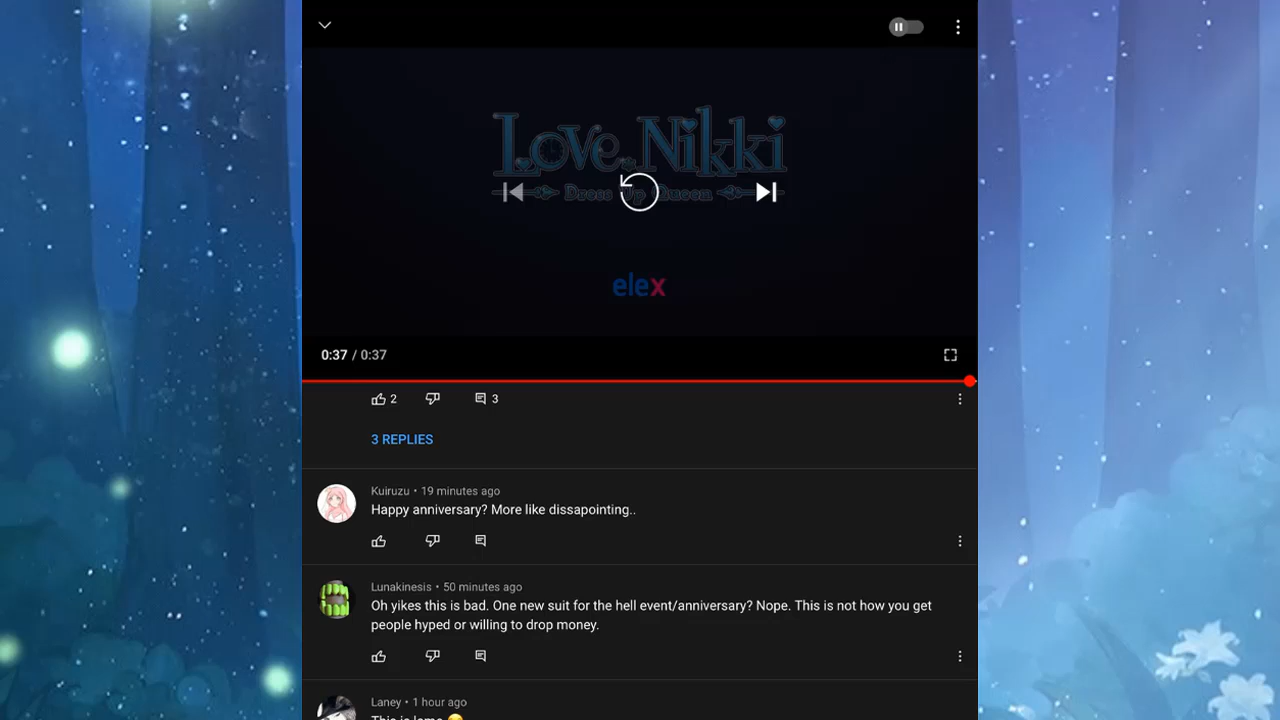 Love Nikki
Dress Up Queen
elex
0:37 / 0:37
2 3
3 REPLIES
Kuiruzu • 19 minutes ago
Happy anniversary? More like dissapointing..
Lunakinesis • 50 minutes ago
Oh yikes this is bad. One new suit for the hell event/anniversary? Nope. This is not how you get
people hyped or willing to drop money.
Laney • 1 hour ago
This is lame